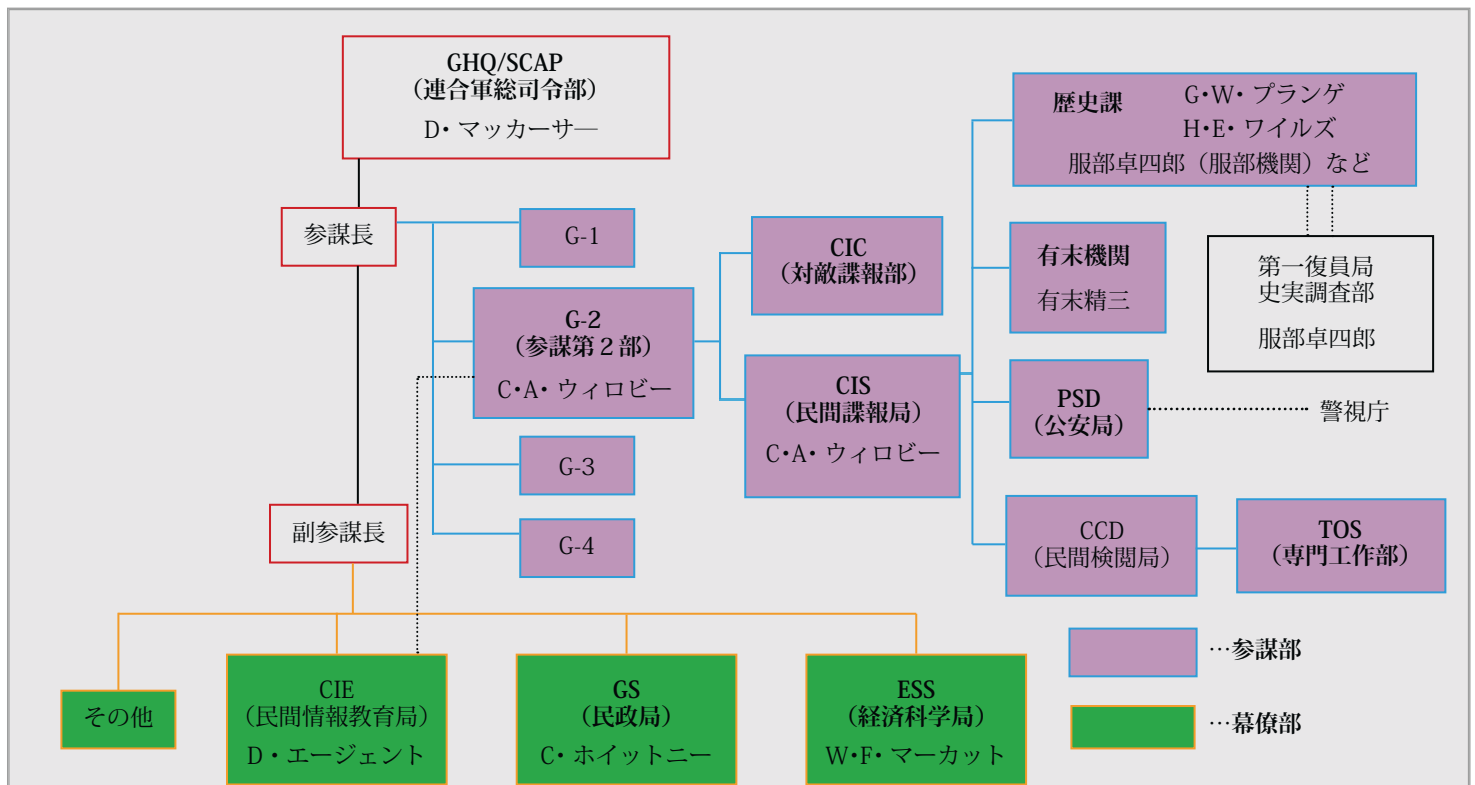 GHQ/SCAP
（連合軍総司令部）
D・マッカーサー
参謀長
副参謀長
G-1
G-2
（参謀第２部）
C・A・ウィロビー
G-3
G-4
CIC
（対敵諜報部）
CIS
（民間諜報局）
C・A・ウィロビー
歴史課 G・W・プランゲ
H・E・ワイルズ
服部卓四郎（服部機関）など
第一復員局
史実調査部
服部卓四郎
有末機関
有末精三
PSD
（公安局）
警視庁
CCD
（民間検閲局）
TOS
（専門工作部）
その他
CIE
（民間情報教育局）
D・エージェント
GS
（民政局）
C・ホイットニー
ESS
（経済科学局）
W・F・マーカット
…参謀部
…幕僚部